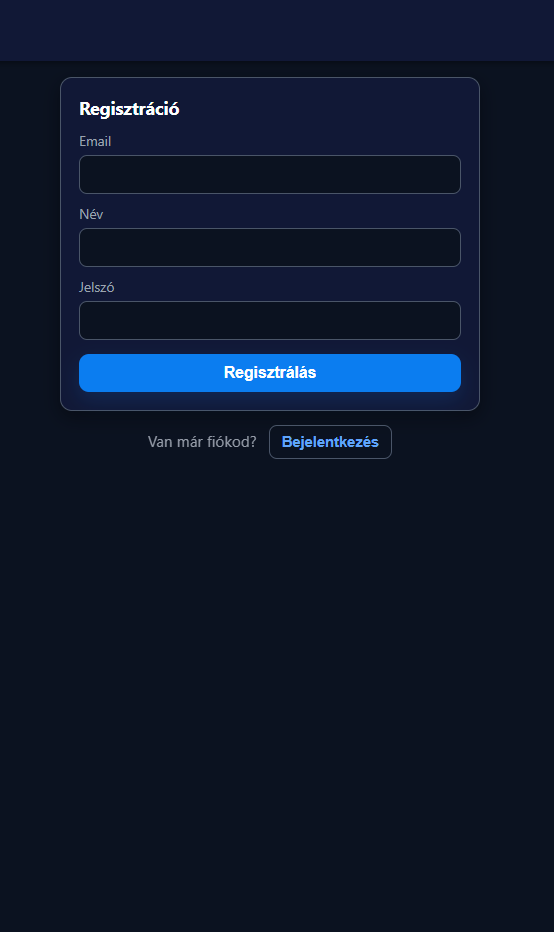 Regisztráció
Email
Név
Jelszó
Regisztrálás
Van már fiókod? Bejelentkezés